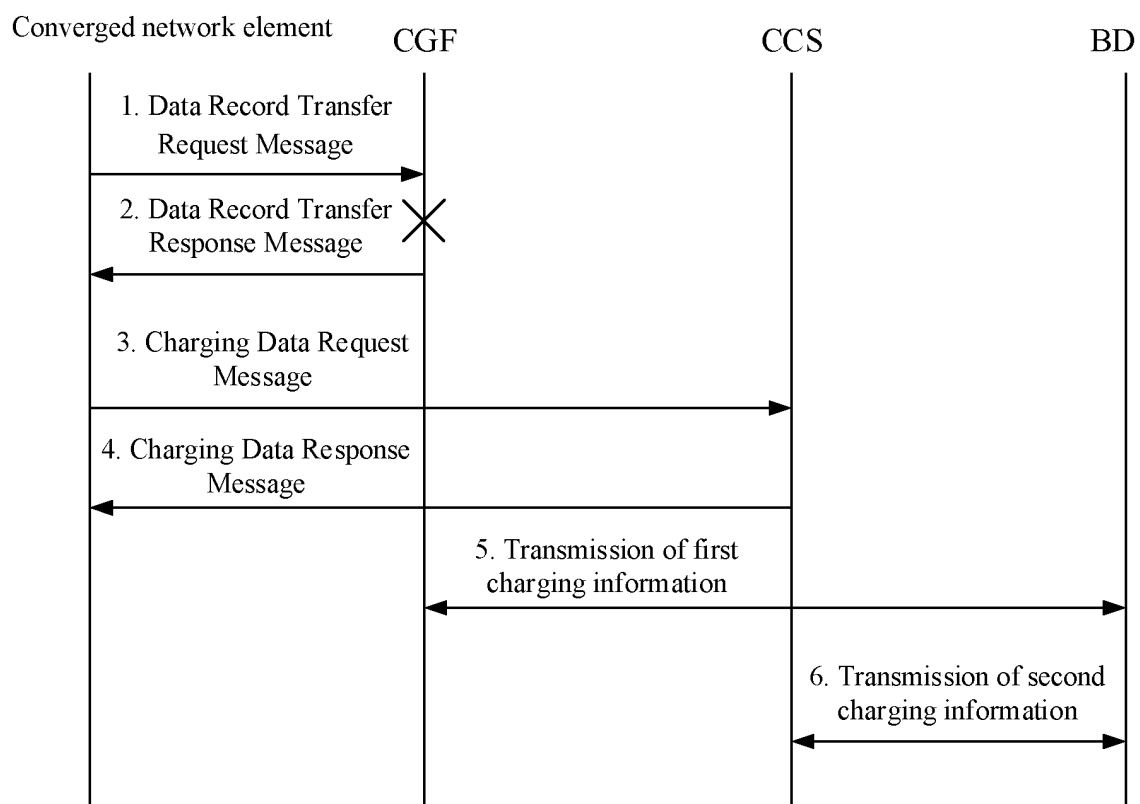 Converged network element
CGF
CCS
BD
1. Data Record Transfer
Request Message
2. Data Record Transfer
Response Message
3. Charging Data Request
Message
4. Charging Data Response
Message
5. Transmission of first
charging information
6. Transmission of second
charging information